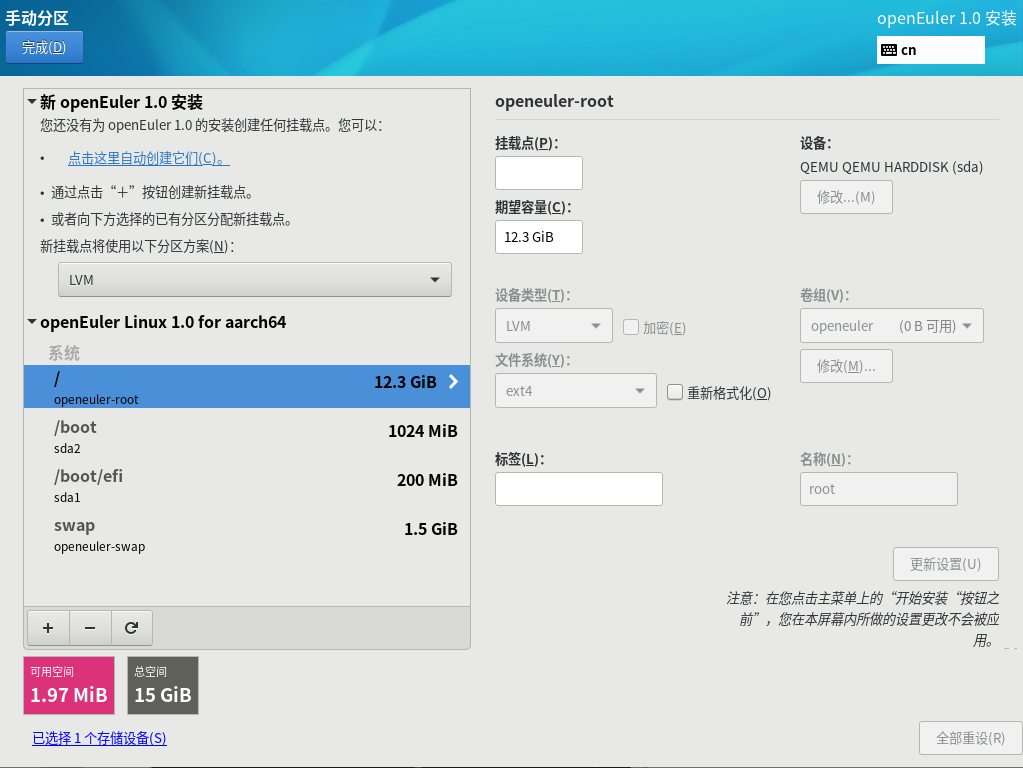 手动分区
openEuler 1.0 安装
完成(D)
cn
新 openEuler 1.0 安装
您还没有为 openEuler 1.0 的安装创建任何挂载点。您可以：
• 点击这里自动创建它们(C)。
• 通过点击“＋”按钮创建新挂载点。
• 或者向下方选择的已有分区分配新挂载点。
新挂载点将使用以下分区方案(N)：
LVM
openEuler Linux 1.0 for aarch64
系统
/ 12.3 GiB
openeuler-root
/boot 1024 MiB
sda2
/boot/efi 200 MiB
sda1
swap 1.5 GiB
openeuler-swap
可用空间
1.97 MiB
总空间
15 GiB
已选择 1 个存储设备(S)
openeuler-root
挂载点(P)：
期望容量(C)：
12.3 GiB
设备：
QEMU QEMU HARDDISK (sda)
修改...(M)
设备类型(T)：
LVM
加密(E)
文件系统(Y)：
ext4
重新格式化(O)
卷组(V)：
openeuler (0 B 可用)
修改(M)...
标签(L)：
名称(N)：
root
更新设置(U)
注意：在您点击主菜单上的“开始安装“按钮之
前”，您在本屏幕内所做的设置更改不会被应
用。
全部重设(R)